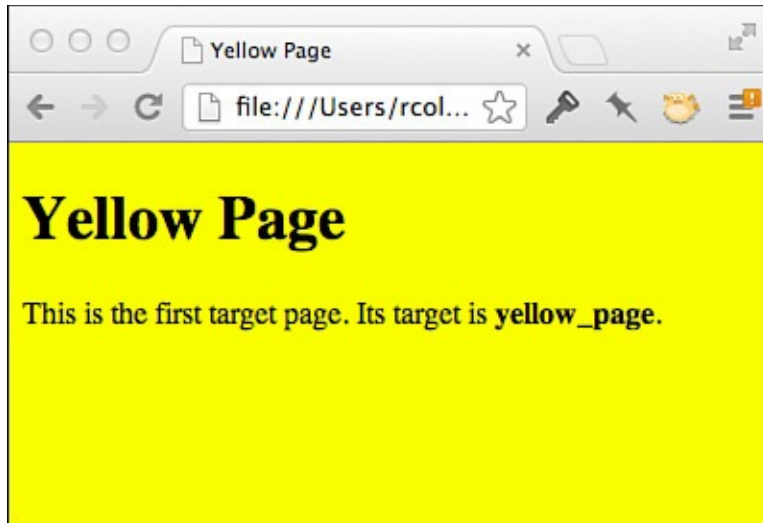 Yellow Page
file:///Users/rcol...
Yellow Page
This is the first target page. Its target is yellow_page.